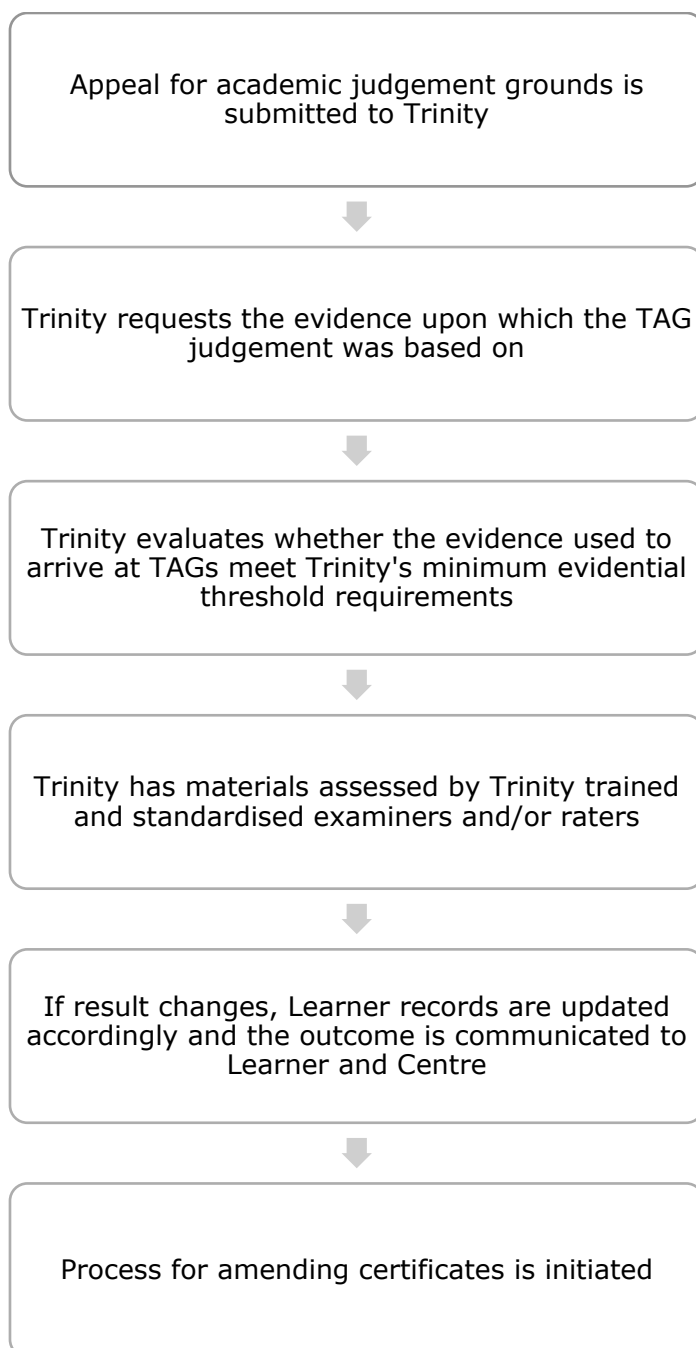 Appeal for academic judgement grounds is
submitted to Trinity
Trinity requests the evidence upon which the TAG
judgement was based on
Trinity evaluates whether the evidence used to
arrive at TAGs meet Trinity's minimum evidential
threshold requirements
Trinity has materials assessed by Trinity trained
and standardised examiners and/or raters
If result changes, Learner records are updated
accordingly and the outcome is communicated to
Learner and Centre
Process for amending certificates is initiated